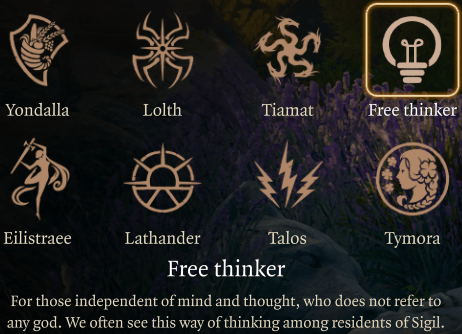 Yondalla Lolth Tiamat Free thinker
Eilistraee Lathander Talos Tymora
Free thinker
For those independent of mind and thought, who does not refer to
any god. We often see this way of thinking among residents of Sigil.